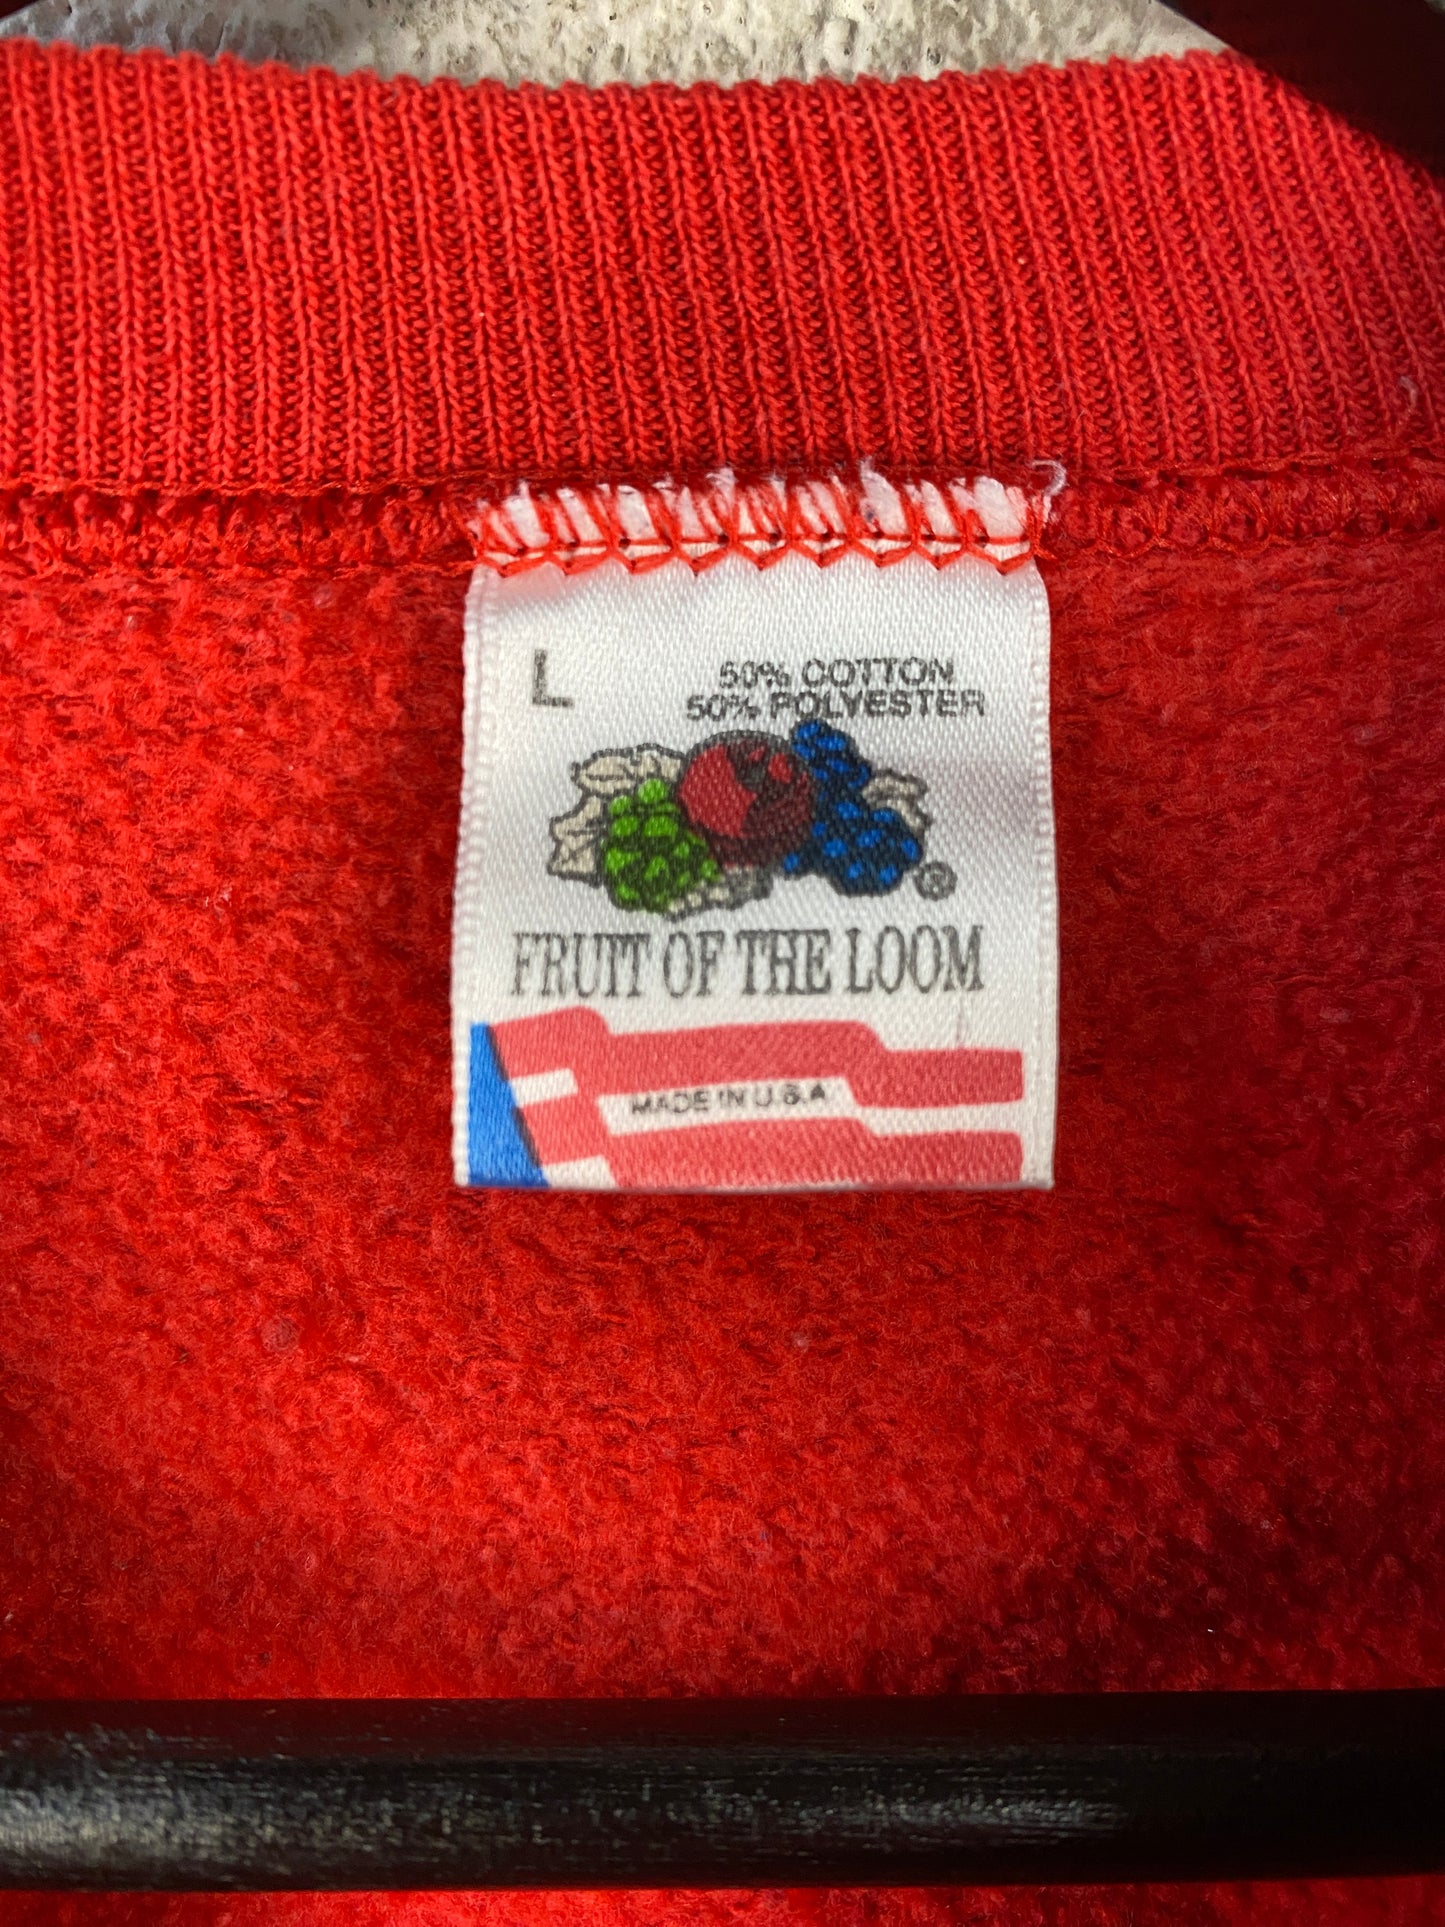 L
50% COTTON
50% POLYESTER
®
FRUIT OF THE LOOM
MADE IN U.S.A